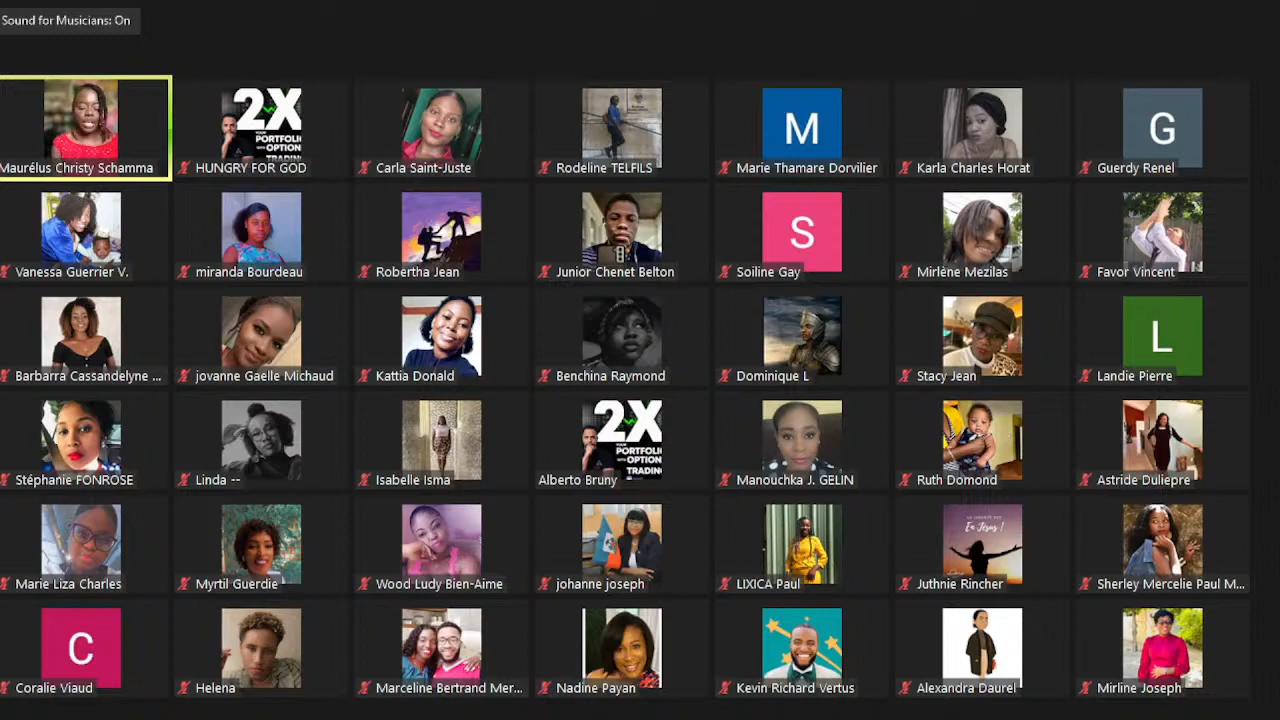 Sound for Musicians: On
2X
YOUR
PORTFOLI
WITH OPTION
TRADING
M
G
Maurélus Christy Schamma
HUNGRY FOR GOD
Carla Saint-Juste
Rodeline TELFILS
Marie Thamare Dorvilier
Karla Charles Horat
Guerdy Renel
S
Vanessa Guerrier V.
miranda Bourdeau
Robertha Jean
Junior Chenet Belton
Soiline Gay
Mirlène Mezilas
Favor Vincent
L
Barbarra Cassandelyne ...
jovanne Gaelle Michaud
Kattia Donald
Benchina Raymond
Dominique L
Stacy Jean
Landie Pierre
2X
YOUR
PORTFOLI
WITH OPTION
TRADING
Stéphanie FONROSE
Linda --
Isabelle Isma
Alberto Bruny
Manouchka J. GELIN
Ruth Domond
Astride Duliepre
En Jésus !
Marie Liza Charles
Myrtil Guerdie
Wood Ludy Bien-Aime
johanne joseph
LIXICA Paul
Juthnie Rincher
Sherley Mercelie Paul M...
C
Coralie Viaud
Helena
Marceline Bertrand Mer...
Nadine Payan
Kevin Richard Vertus
Alexandra Daurel
Mirline Joseph